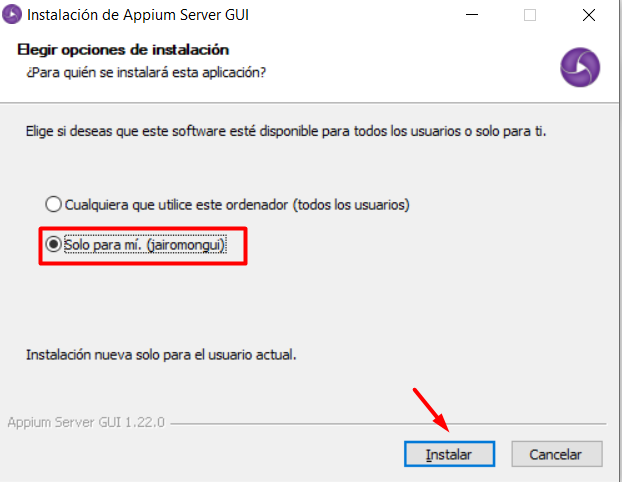 Instalación de Appium Server GUI
Elegir opciones de instalación
¿Para quién se instalará esta aplicación?
Elige si deseas que este software esté disponible para todos los usuarios o solo para ti.
Cualquiera que utilice este ordenador (todos los usuarios)
Solo para mí. (jairomongui)
Instalación nueva solo para el usuario actual.
Appium Server GUI 1.22.0
Instalar
Cancelar